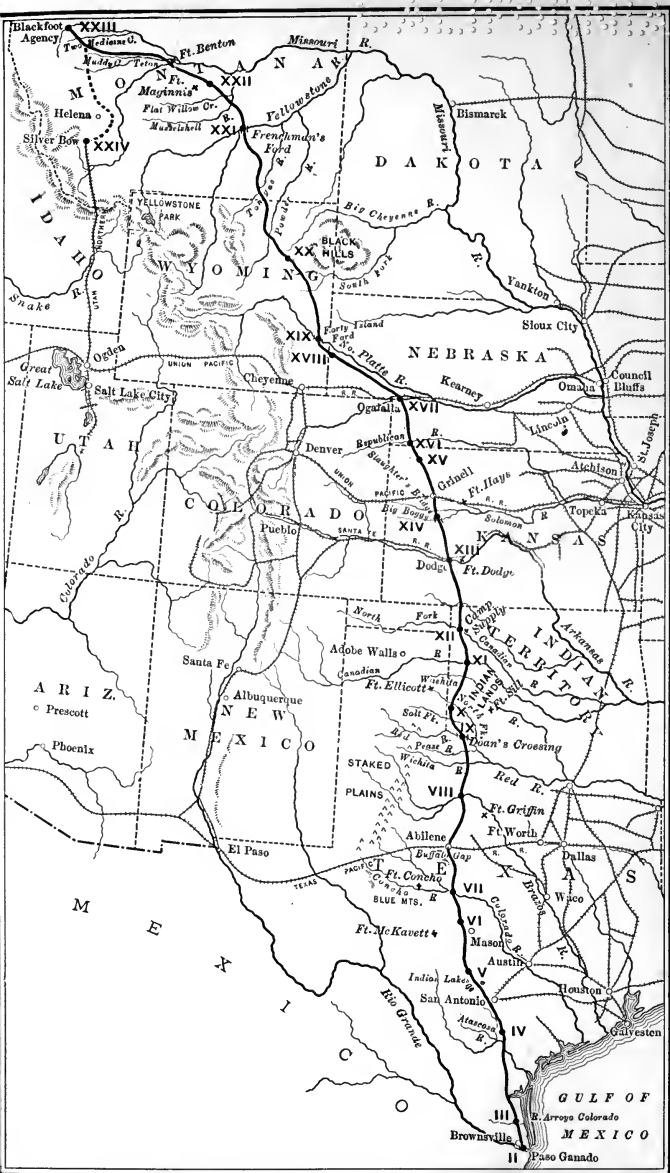 Blackfoot
Agency
XXIII
Two Medicine C.
Ft. Benton
Missouri R.
Teton
MONTANA
Ft.
Maginnis
XXII
Flat Willow Cr.
Musselshell
R.
Yellowstone
R.
XXI
Frenchman's
Ford
Helena
Silver Bow
XXIV
Missouri
Bismarck
DAKOTA
IDAHO
YELLOWSTONE
PARK
Tongue R.
Powder R.
Big Cheyenne R.
XX
BLACK
HILLS
WYOMING
South Fork
R.
Yankton
Snake R.
UTAH
NORTHERN
Sioux City
XIX
Forty Island
Ford
XVIII
No. Platte R.
NEBRASKA
Ogden
UNION PACIFIC
Great
Salt Lake
Salt Lake City
Cheyenne
R.R.
Kearney
Council
Bluffs
Omaha
Ogalalla
XVII
Lincoln
UTAH
Republican
R.
XVI
XV
St. Joseph
Denver
Slaughter's Bridge
Grinell
Atchison
UNION
PACIFIC
R. R.
Ft. Hays
COLORADO
Big Boggy
XIV
Solomon
R
Topeka
Kansas
City
Pueblo
SANTA FE
R. R.
KANSAS
XIII
Dodge
Ft. Dodge
Colorado R.
North Fork
Camp
Supply
XII
Adobe Walls
R
XI
Canadian
INDIAN
TERRITORY
Arkansas
R.
Santa Fe
Canadian
Ft. Ellicott
Wichita
INDIAN
LANDS
Ft. Sill
R.
ARIZ.
Prescott
Albuquerque
NEW
MEXICO
X
North Fk.
Salt Fk.
IX
Red R.
Pease R.
Doan's Crossing
Phoenix
STAKED
PLAINS
Wichita
R
Red R.
VIII
Ft. Griffin
Abilene
Ft. Worth
Buffalo Gap
R. R.
Dallas
El Paso
TEXAS
PACIFIC
TEXAS
Ft. Concho
Concho
R
BLUE MTS.
VII
Brazos
R.
Waco
MEXICO
VI
Mason
Ft. McKavett
Colorado R.
Austin
Indian Lakes
V
San Antonio
Houston
Galveston
Rio Grande
Atascosa
R.
IV
GULF OF
MEXICO
III
R. Arroyo Colorado
Brownsville
II
Paso Ganado